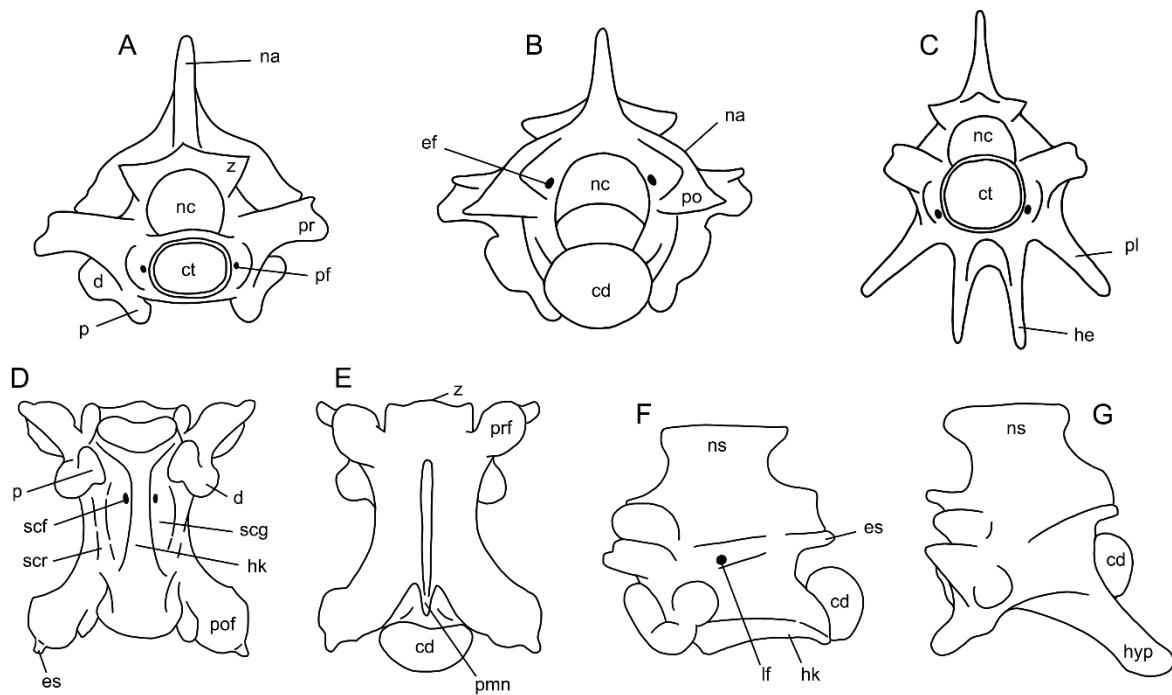 A
na
z
nc
pr
ct
pf
d
p
B
na
ef
nc
po
cd
C
nc
ct
pl
he
D
p
d
scf
scg
scr
hk
pof
es
E
z
prf
cd
pmn
F
ns
es
cd
lf
hk
G
ns
cd
hyp